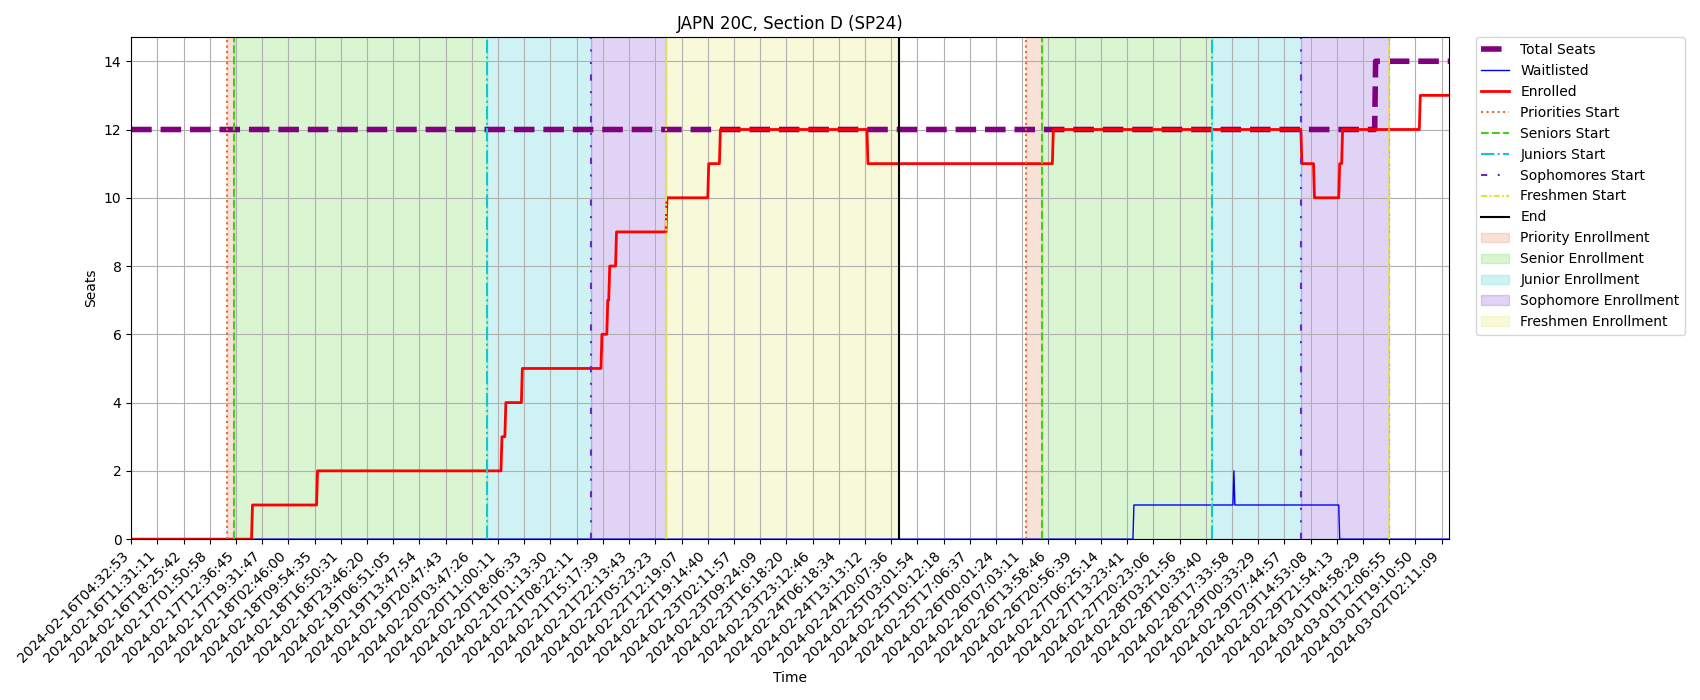 JAPN 20C, Section D (SP24)
Seats
14
12
10
8
6
4
2
0
2024-02-16T04:32:53
2024-02-16T11:31:11
2024-02-16T18:25:42
2024-02-17T01:50:58
2024-02-17T12:36:45
2024-02-17T19:31:47
2024-02-18T02:46:00
2024-02-18T09:54:35
2024-02-18T16:50:31
2024-02-18T23:46:20
2024-02-19T06:51:05
2024-02-19T13:47:54
2024-02-19T20:47:43
2024-02-20T03:47:26
2024-02-20T11:00:11
2024-02-20T18:06:33
2024-02-21T01:13:30
2024-02-21T08:22:11
2024-02-21T15:17:39
2024-02-21T22:13:43
2024-02-22T05:23:23
2024-02-22T12:19:07
2024-02-22T19:14:40
2024-02-23T02:11:57
2024-02-23T09:24:09
2024-02-23T16:18:20
2024-02-23T23:12:46
2024-02-24T06:18:34
2024-02-24T13:13:12
2024-02-24T20:07:36
2024-02-25T03:01:54
2024-02-25T10:12:18
2024-02-25T17:06:37
2024-02-26T00:01:24
2024-02-26T07:03:11
2024-02-26T13:58:46
2024-02-26T20:56:39
2024-02-27T06:25:14
2024-02-27T13:23:41
2024-02-27T20:23:06
2024-02-28T03:21:56
2024-02-28T10:33:40
2024-02-28T17:33:58
2024-02-29T00:33:29
2024-02-29T07:44:57
2024-02-29T14:53:08
2024-02-29T21:54:13
2024-03-01T04:58:29
2024-03-01T12:06:55
2024-03-01T19:10:50
2024-03-02T02:11:09
Time
Total Seats
Waitlisted
Enrolled
Priorities Start
Seniors Start
Juniors Start
Sophomores Start
Freshmen Start
End
Priority Enrollment
Senior Enrollment
Junior Enrollment
Sophomore Enrollment
Freshmen Enrollment